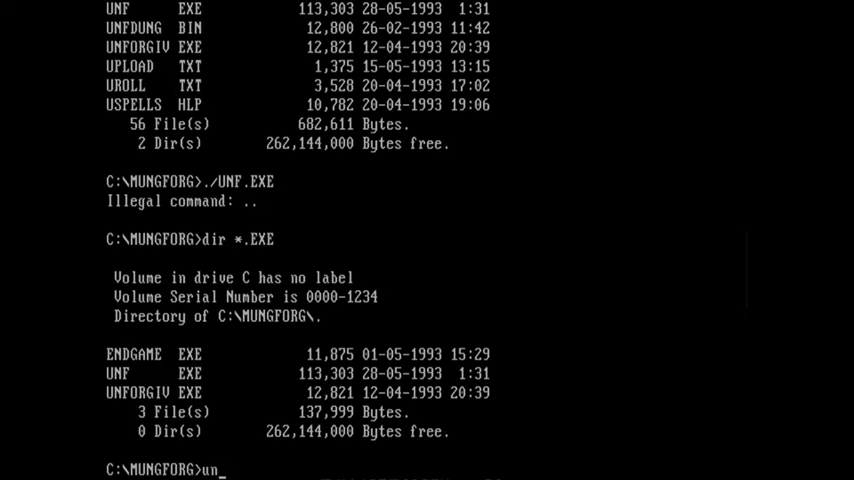 UNF EXE 113,303 28-05-1993 1:31
UNFDUNG BIN 12,800 26-02-1993 11:42
UNFORGIV EXE 12,821 12-04-1993 20:39
UPLOAD TXT 1,375 15-05-1993 13:15
UROLL TXT 3,528 20-04-1993 17:02
USPELLS HLP 10,782 20-04-1993 19:06
56 File(s) 682,611 Bytes.
2 Dir(s) 262,144,000 Bytes free.
C:\MUNGFORG>./UNF.EXE
Illegal command: ..
C:\MUNGFORG>dir *.EXE
Volume in drive C has no label
Volume Serial Number is 0000-1234
Directory of C:\MUNGFORG\.
ENDGAME EXE 11,875 01-05-1993 15:29
UNF EXE 113,303 28-05-1993 1:31
UNFORGIV EXE 12,821 12-04-1993 20:39
3 File(s) 137,999 Bytes.
0 Dir(s) 262,144,000 Bytes free.
C:\MUNGFORG>un_